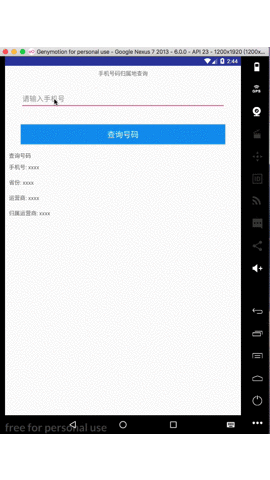 Genymotion for personal use - Google Nexus 7 2013 - 6.0.0 - API 23 - 1200x1920 (1200x...
2:44
手机号码归属地查询
请输入手机号
查询号码
查询号码
手机号: xxxx
省份: xxxx
运营商: xxxx
归属运营商: xxxx
GPS
ID
free for personal use